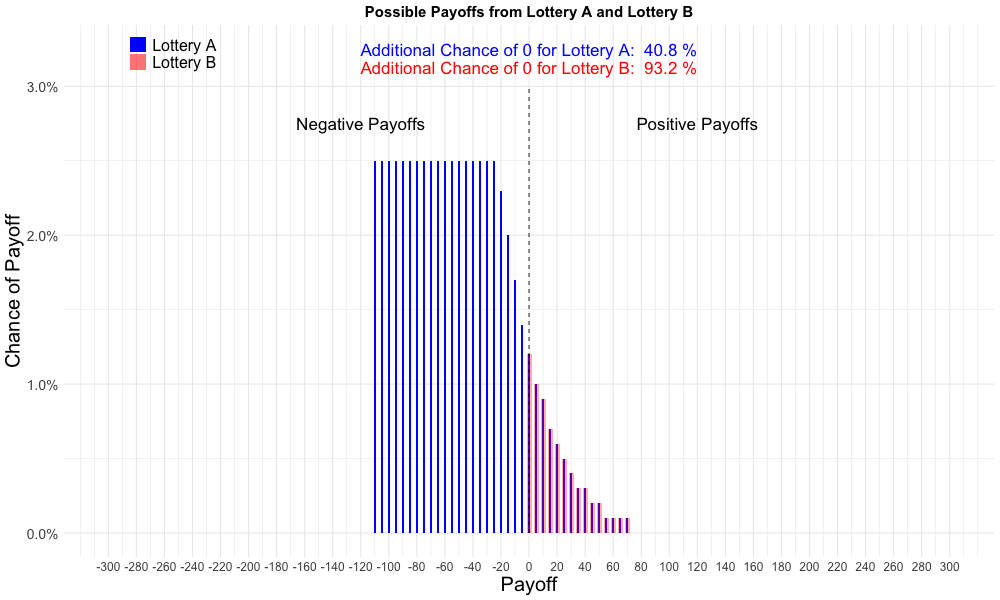 Possible Payoffs from Lottery A and Lottery B
Lottery A
Lottery B
Additional Chance of 0 for Lottery A: 40.8 %
Additional Chance of 0 for Lottery B: 93.2 %
Negative Payoffs
Positive Payoffs
Chance of Payoff
3.0%
2.0%
1.0%
0.0%
-300 -280 -260 -240 -220 -200 -180 -160 -140 -120 -100 -80 -60 -40 -20 0 20 40 60 80 100 120 140 160 180 200 220 240 260 280 300
Payoff